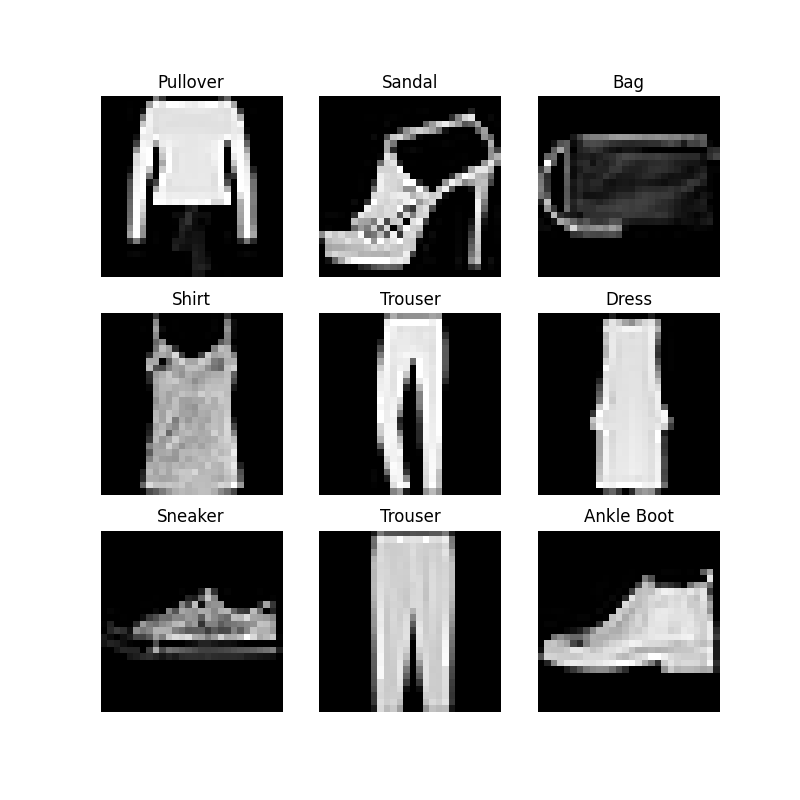 Pullover
Sandal
Bag
Shirt
Trouser
Dress
Sneaker
Trouser
Ankle Boot